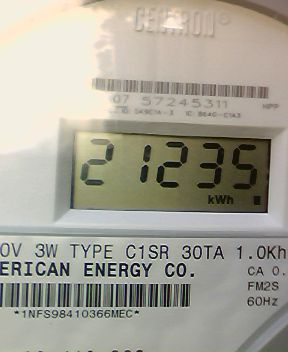 CENTRON®
07 57245311 HPP
21235
kWh
0V 3W TYPE C1SR 30TA 1.0Kh
ERICAN ENERGY CO. CA 0.
FM2S
60Hz
*1NFS98410366MEC*